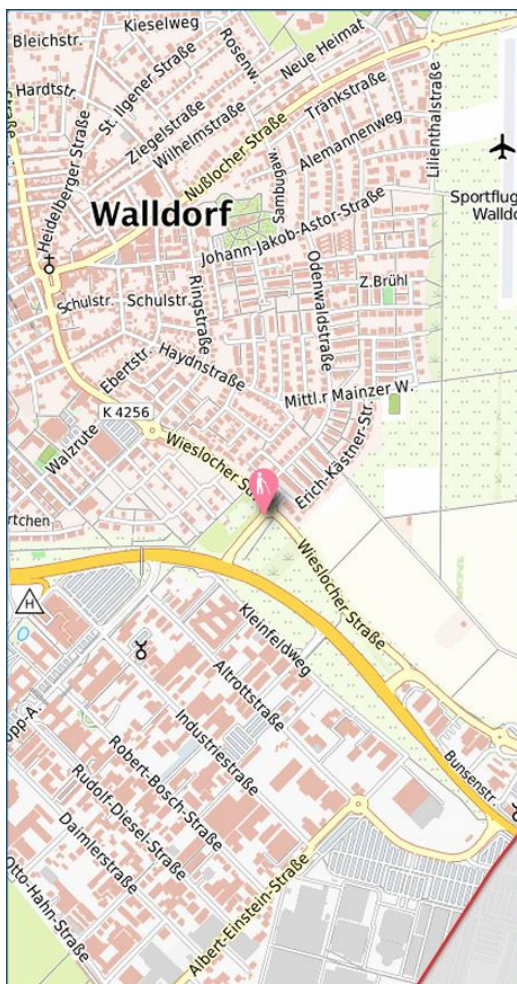 Kieselweg
Bleichstr.
Rosenw.
Neue Heimat
St. Ilgener Straße
Hardtstr.
Tränkstraße
Ziegelstraße
Wilhelmstraße
Nußlocher Straße
Alemannenweg
Lilienthalstraße
Heidelberger Straße
Sambugaw.
Sportflug
Walldo
Walldorf
Johann-Jakob-Astor-Straße
Odenwaldstraße
Z.Brühl
Schulstr.
Schulstr.
Ringstraße
Ebertstr.
Haydnstraße
Mittl.r Mainzer W.
K 4256
Walzrute
Wieslocher
Erich-Kästner-Str.
rtchen
Wieslocher Straße
H
Kleinfeldweg
Altrottstraße
Industriestraße
opp-A.
Robert-Bosch-Straße
Bunsenstr.
Rudolf-Diesel-Straße
Daimlerstraße
Otto-Hahn-Straße
Albert-Einstein-Straße